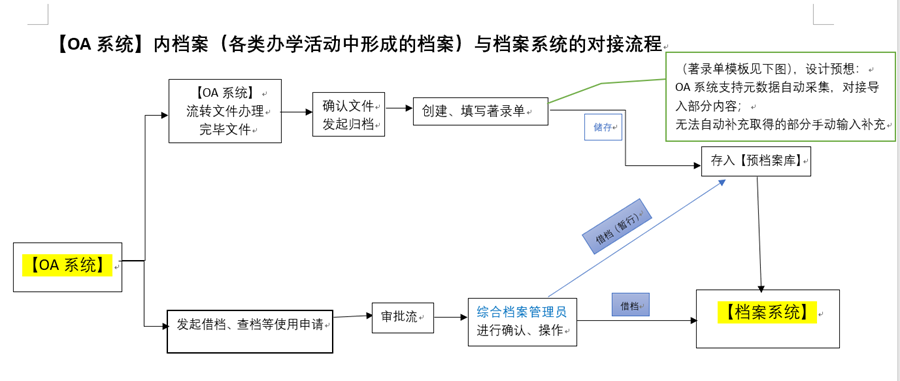 【OA 系统】内档案（各类办学活动中形成的档案）与档案系统的对接流程
（著录单模板见下图），设计预想：
OA 系统支持元数据自动采集，对接导
入部分内容；
无法自动补充取得的部分手动输入补充
【OA 系统】
流转文件办理
完毕文件
确认文件
发起归档
创建、填写著录单
储存
存入【预档案库】
借档（暂行）
【OA 系统】
发起借档、查档等使用申请
审批流
综合档案管理员
进行确认、操作
借档
【档案系统】